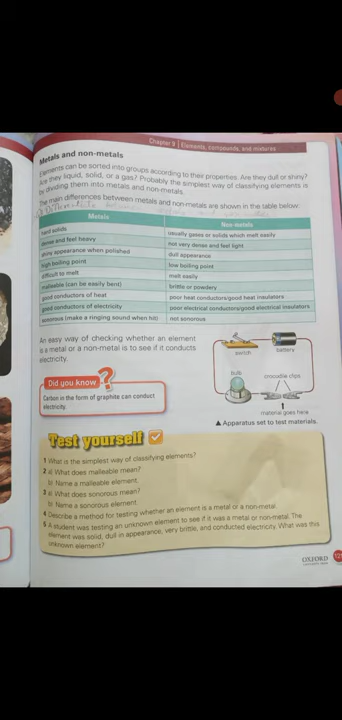 Chapter 9 | Elements, compounds, and mixtures
Metals and non-metals
Elements can be sorted into groups according to their properties. Are they dull or shiny?
Are they liquid, solid, or a gas? Probably the simplest way of classifying elements is
by dividing them into metals and non-metals.
The main differences between metals and non-metals are shown in the table below:
Metals Non-metals
hard solids usually gases or solids which melt easily
dense and feel heavy not very dense and feel light
shiny appearance when polished dull appearance
high boiling point low boiling point
difficult to melt melt easily
malleable (can be easily bent) brittle or powdery
good conductors of heat poor heat conductors/good heat insulators
good conductors of electricity poor electrical conductors/good electrical insulators
sonorous (make a ringing sound when hit) not sonorous
An easy way of checking whether an element
is a metal or a non-metal is to see if it conducts
electricity.
Did you know ?
Carbon in the form of graphite can conduct
electricity.
switch battery
bulb crocodile clips
material goes here
▲ Apparatus set to test materials.
Test yourself
1 What is the simplest way of classifying elements?
2 a) What does malleable mean?
b) Name a malleable element.
3 a) What does sonorous mean?
b) Name a sonorous element.
4 Describe a method for testing whether an element is a metal or a non-metal.
5 A student was testing an unknown element to see if it was a metal or non-metal. The
element was solid, dull in appearance, very brittle, and conducted electricity. What was this
unknown element?
OXFORD